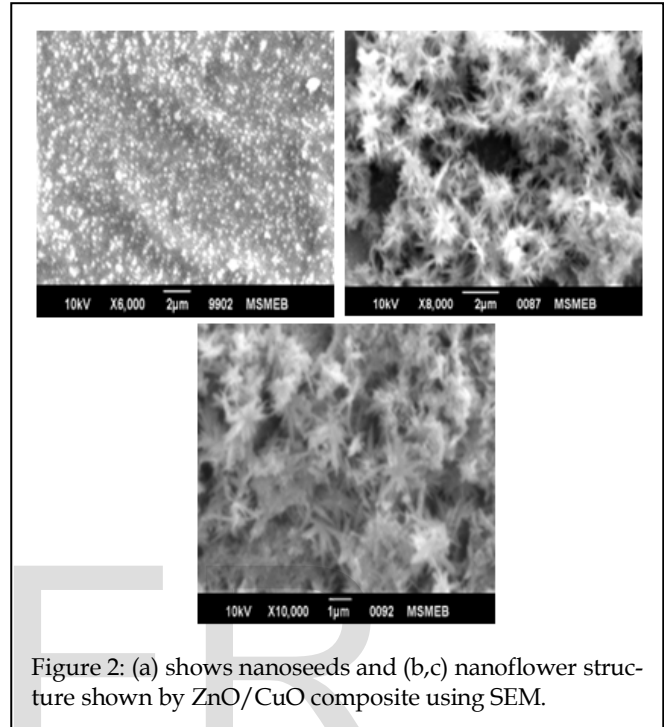 10kV X6,000 2µm 9902 MSMEB
10kV X8,000 2µm 0087 MSMEB
10kV X10,000 1µm 0092 MSMEB
ER
Figure 2: (a) shows nanoseeds and (b,c) nanoflower struc-
ture shown by ZnO/CuO composite using SEM.